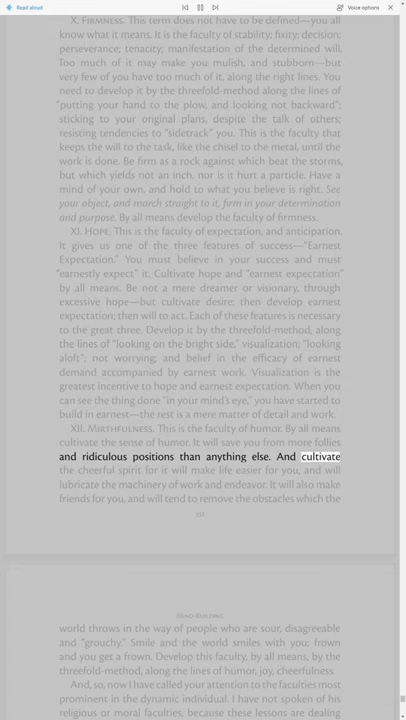 Read aloud
Voice options
X. FIRMNESS. This term does not have to be defined—you all
know what it means. It is the faculty of stability; fixity; decision;
perseverance; tenacity; manifestation of the determined will.
Too much of it may make you mulish, and stubborn—but
very few of you have too much of it, along the right lines. You
need to develop it by the threefold-method along the lines of
“putting your hand to the plow, and looking not backward”;
sticking to your original plans, despite the talk of others;
resisting tendencies to “sidetrack” you. This is the faculty that
keeps the will to the task, like the chisel to the metal, until the
work is done. Be firm as a rock against which beat the storms,
but which yields not an inch, nor is it hurt a particle. Have a
mind of your own, and hold to what you believe is right. See
your object, and march straight to it, firm in your determination
and purpose. By all means develop the faculty of firmness.
XI. HOPE. This is the faculty of expectation, and anticipation.
It gives us one of the three features of success—“Earnest
Expectation.” You must believe in your success and must
“earnestly expect” it. Cultivate hope and “earnest expectation”
by all means. Be not a mere dreamer or visionary, through
excessive hope—but cultivate desire; then develop earnest
expectation; then will to act. Each of these features is necessary
to the great three. Develop it by the threefold-method, along
the lines of “looking on the bright side,” visualization; “looking
aloft”; not worrying; and belief in the efficacy of earnest
demand accompanied by earnest work. Visualization is the
greatest incentive to hope and earnest expectation. When you
can see the thing done “in your mind’s eye,” you have started to
build in earnest—the rest is a mere matter of detail and work.
XII. MIRTHFULNESS. This is the faculty of humor. By all means
cultivate the sense of humor. It will save you from more follies
and ridiculous positions than anything else. And cultivate
the cheerful spirit for it will make life easier for you, and will
lubricate the machinery of work and endeavor. It will also make
friends for you, and will tend to remove the obstacles which the
MIND-BUILDING.
world throws in the way of people who are sour, disagreeable
and “grouchy.” Smile and the world smiles with you; frown
and you get a frown. Develop this faculty, by all means, by the
threefold-method, along the lines of humor, joy, cheerfulness.
And, so, now I have called your attention to the faculties most
prominent in the dynamic individual. I have not spoken of his
religious or moral faculties, because these lessons are dealing